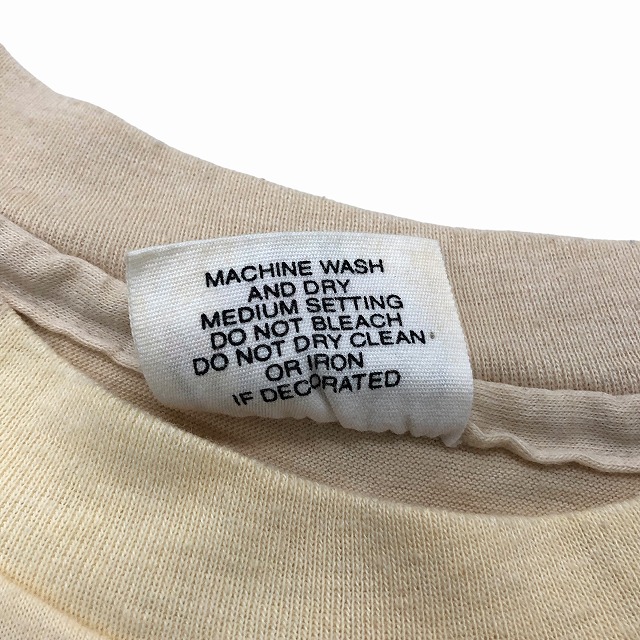 MACHINE WASH
AND DRY
MEDIUM SETTING
DO NOT BLEACH
DO NOT DRY CLEAN
OR IRON
IF DECORATED